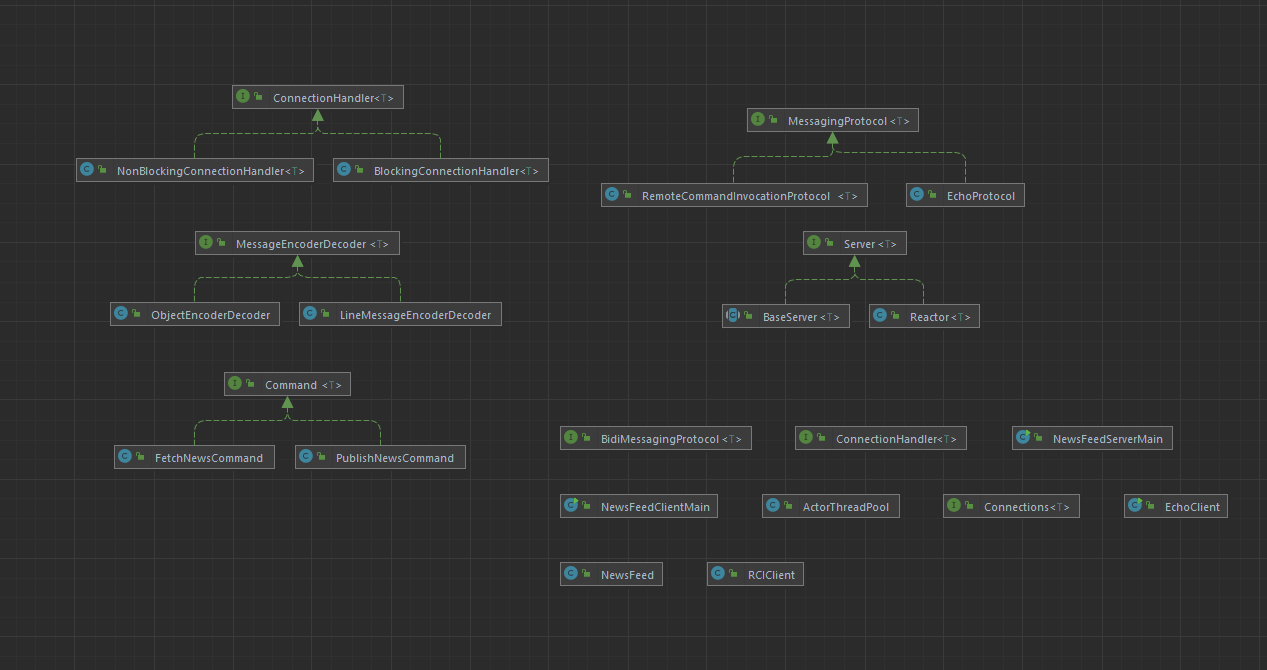 ConnectionHandler<T>
NonBlockingConnectionHandler<T>
BlockingConnectionHandler<T>
MessageEncoderDecoder <T>
ObjectEncoderDecoder
LineMessageEncoderDecoder
Command <T>
FetchNewsCommand
PublishNewsCommand
MessagingProtocol <T>
RemoteCommandInvocationProtocol <T>
EchoProtocol
Server <T>
BaseServer <T>
Reactor <T>
BidiMessagingProtocol <T>
ConnectionHandler<T>
NewsFeedServerMain
NewsFeedClientMain
ActorThreadPool
Connections<T>
EchoClient
NewsFeed
RCIClient